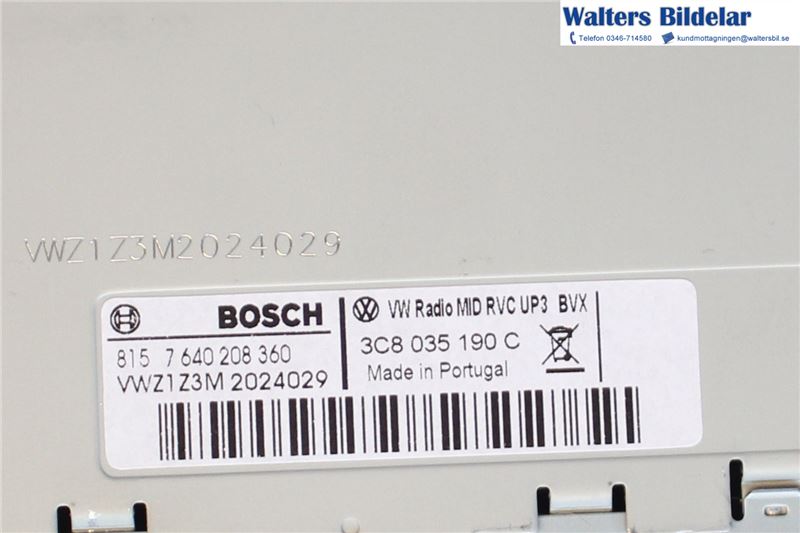 Walters Bildelar
Telefon 0346-714580 kundmottagningen@waltersbil.se
VWZ1Z3M2024029
BOSCH
815 7 640 208 360
VWZ1Z3M 2024029
VW Radio MID RVC UP3 BVX
3C8 035 190 C
Made in Portugal